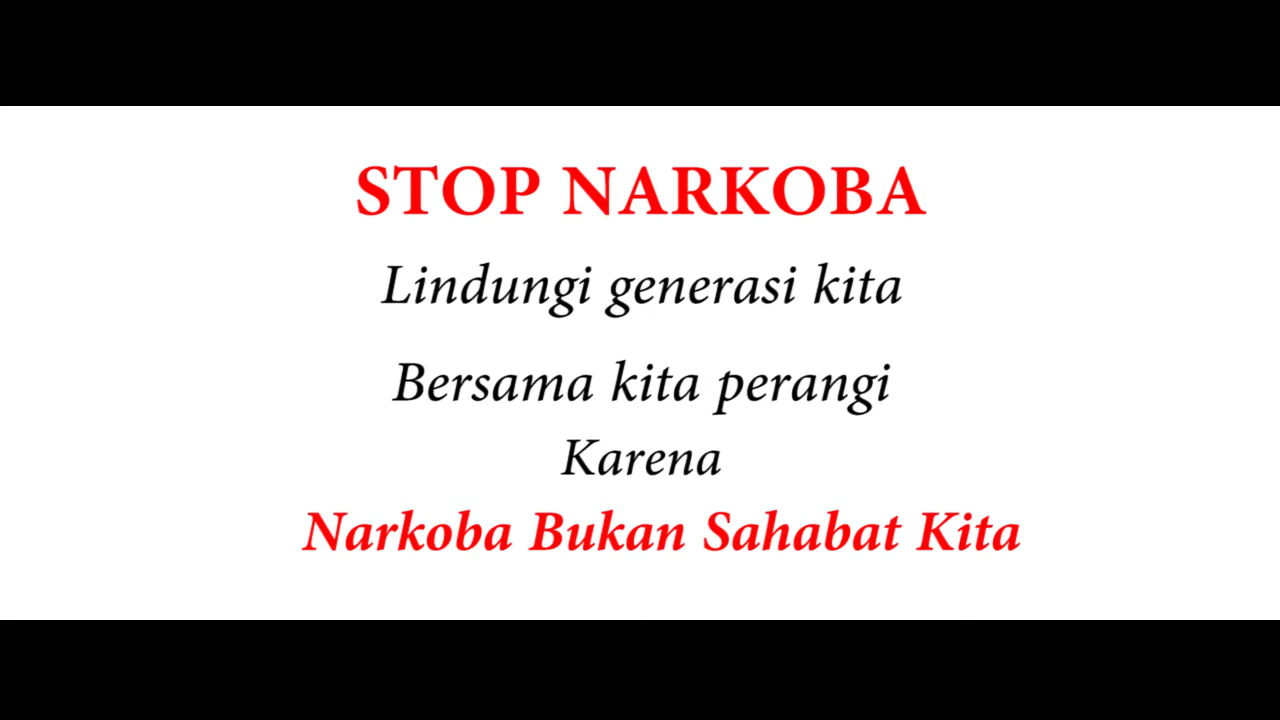 STOP NARKOBA
Lindungi generasi kita
Bersama kita perangi
Karena
Narkoba Bukan Sahabat Kita